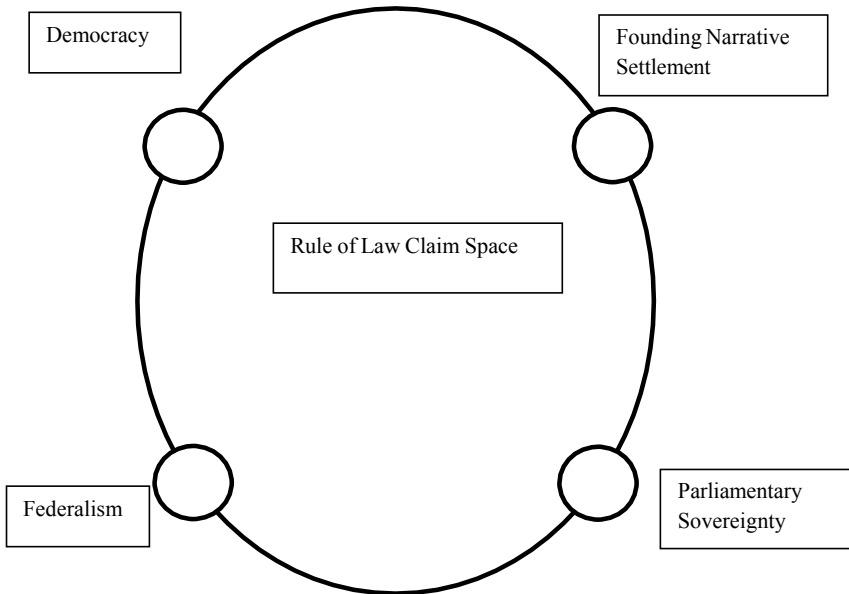 Democracy
Founding Narrative
Settlement
Rule of Law Claim Space
Federalism
Parliamentary
Sovereignty